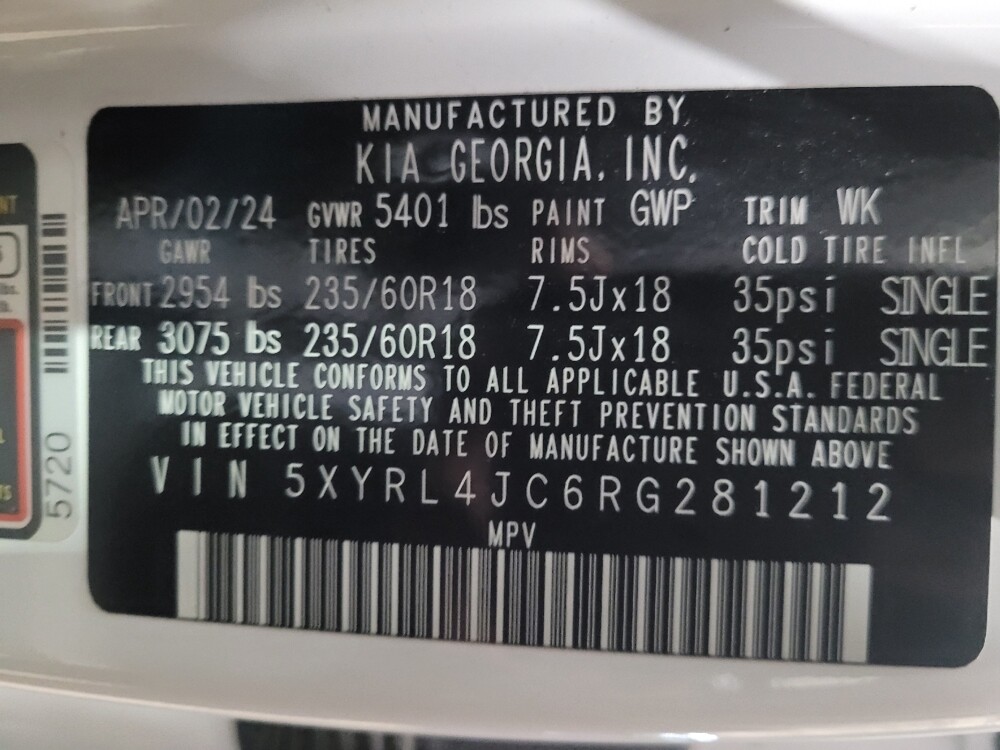 MANUFACTURED BY
KIA GEORGIA, INC.
APR/02/24 GVWR 5401 lbs PAINT GWP TRIM WK
GAWR TIRES RIMS COLD TIRE INFL
FRONT 2954 lbs 235/60R18 7.5Jx18 35psi SINGLE
REAR 3075 lbs 235/60R18 7.5Jx18 35psi SINGLE
THIS VEHICLE CONFORMS TO ALL APPLICABLE U.S.A. FEDERAL
MOTOR VEHICLE SAFETY AND THEFT PREVENTION STANDARDS
IN EFFECT ON THE DATE OF MANUFACTURE SHOWN ABOVE
VIN 5XYRL4JC6RG281212
MPV
5720